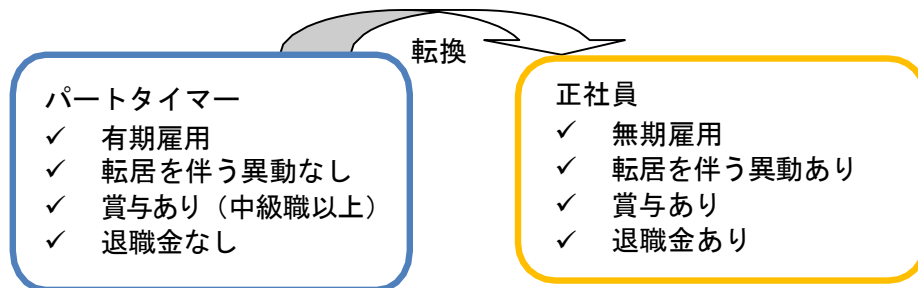 転換
パートタイマー
✓ 有期雇用
✓ 転居を伴う異動なし
✓ 賞与あり（中級職以上）
✓ 退職金なし
正社員
✓ 無期雇用
✓ 転居を伴う異動あり
✓ 賞与あり
✓ 退職金あり